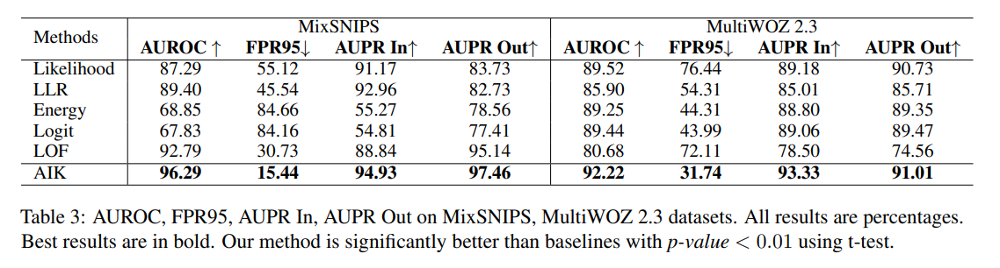 Methods MixSNIPS MultiWOZ 2.3
AUROC ↑ FPR95↓ AUPR In↑ AUPR Out↑ AUROC ↑ FPR95↓ AUPR In↑ AUPR Out↑
Likelihood 87.29 55.12 91.17 83.73 89.52 76.44 89.18 90.73
LLR 89.40 45.54 92.96 82.73 85.90 54.31 85.01 85.71
Energy 68.85 84.66 55.27 78.56 89.25 44.31 88.80 89.35
Logit 67.83 84.16 54.81 77.41 89.44 43.99 89.06 89.47
LOF 92.79 30.73 88.84 95.14 80.68 72.11 78.50 74.56
AIK 96.29 15.44 94.93 97.46 92.22 31.74 93.33 91.01
Table 3: AUROC, FPR95, AUPR In, AUPR Out on MixSNIPS, MultiWOZ 2.3 datasets. All results are percentages.
Best results are in bold. Our method is significantly better than baselines with p-value < 0.01 using t-test.